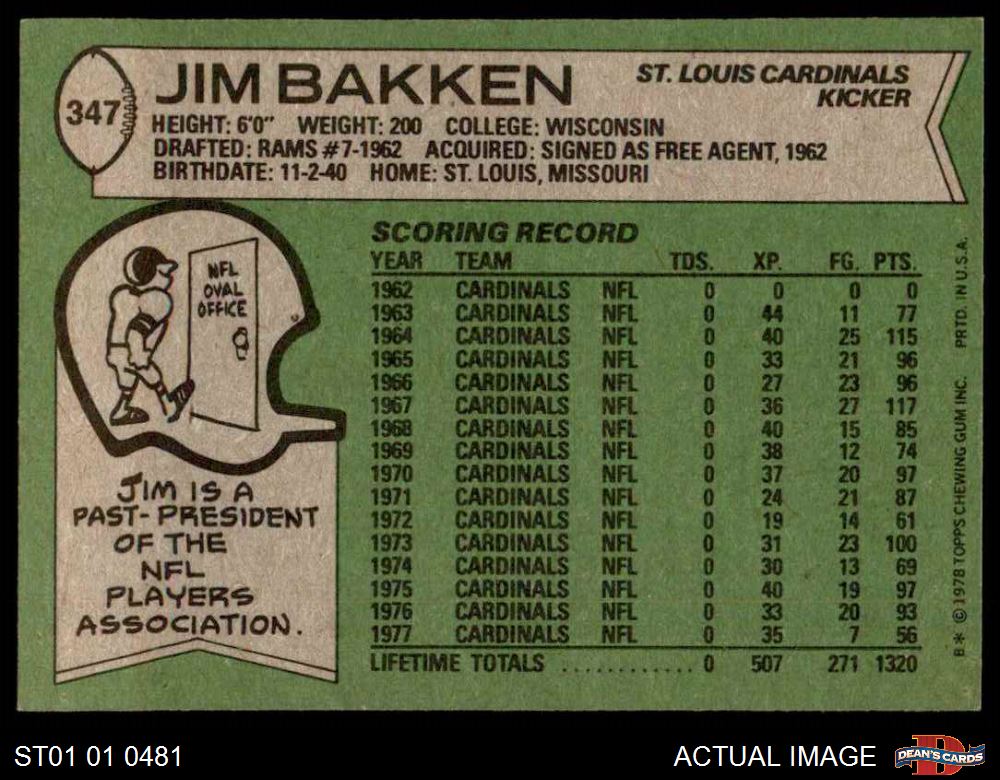 347
JIM BAKKEN
ST. LOUIS CARDINALS
KICKER
HEIGHT: 6'0" WEIGHT: 200 COLLEGE: WISCONSIN
DRAFTED: RAMS #7-1962 ACQUIRED: SIGNED AS FREE AGENT, 1962
BIRTHDATE: 11-2-40 HOME: ST. LOUIS, MISSOURI
NFL
OVAL
OFFICE
JIM IS A
PAST-PRESIDENT
OF THE
NFL
PLAYERS
ASSOCIATION.
SCORING RECORD
YEAR TEAM TDS. XP. FG. PTS.
1962 CARDINALS NFL 0 0 0 0
1963 CARDINALS NFL 0 44 11 77
1964 CARDINALS NFL 0 40 25 115
1965 CARDINALS NFL 0 33 21 96
1966 CARDINALS NFL 0 27 23 96
1967 CARDINALS NFL 0 36 27 117
1968 CARDINALS NFL 0 40 15 85
1969 CARDINALS NFL 0 38 12 74
1970 CARDINALS NFL 0 37 20 97
1971 CARDINALS NFL 0 24 21 87
1972 CARDINALS NFL 0 19 14 61
1973 CARDINALS NFL 0 31 23 100
1974 CARDINALS NFL 0 30 13 69
1975 CARDINALS NFL 0 40 19 97
1976 CARDINALS NFL 0 33 20 93
1977 CARDINALS NFL 0 35 7 56
LIFETIME TOTALS ............ 0 507 271 1320
B * © 1978 TOPPS CHEWING GUM INC. PRTD. IN U.S.A.
ST01 01 0481
ACTUAL IMAGE
D
DEAN'S CARDS